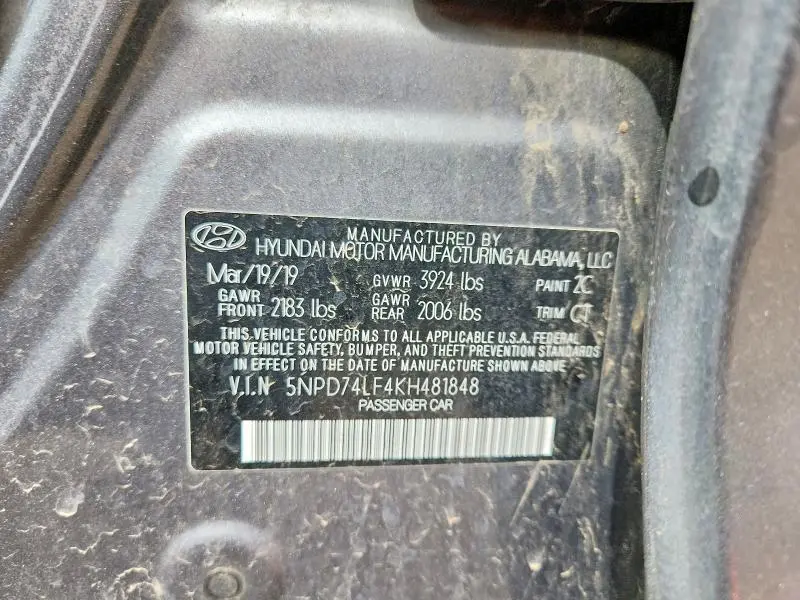 MANUFACTURED BY
HYUNDAI MOTOR MANUFACTURING ALABAMA, LLC
Mar/19/19 GVWR 3924 lbs PAINT 2C
GAWR FRONT 2183 lbs GAWR REAR 2006 lbs TRIM CT
THIS VEHICLE CONFORMS TO ALL APPLICABLE U.S.A. FEDERAL
MOTOR VEHICLE SAFETY, BUMPER, AND THEFT PREVENTION STANDARDS
IN EFFECT ON THE DATE OF MANUFACTURE SHOWN ABOVE
V.I.N 5NPD74LF4KH481848
PASSENGER CAR